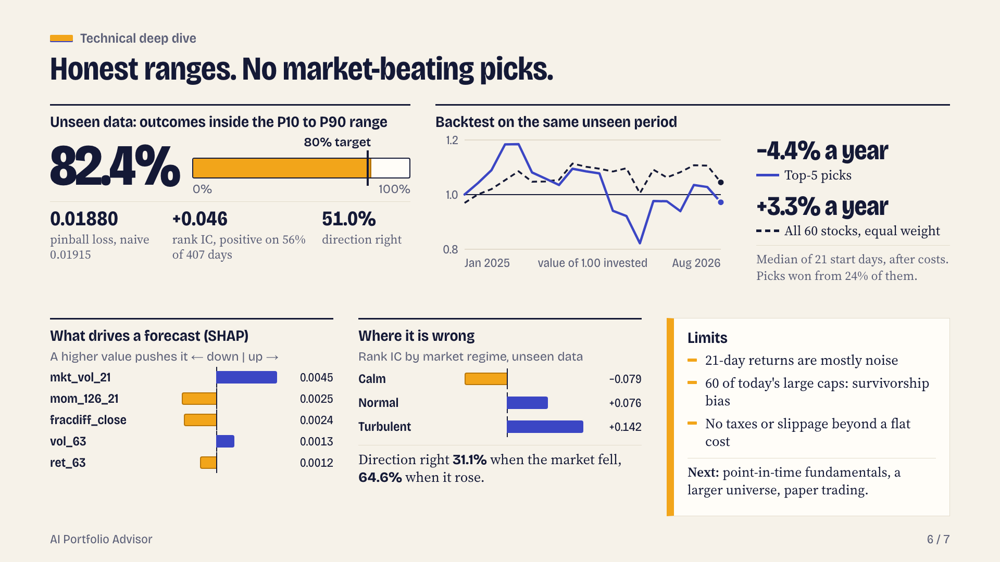 Technical deep dive
Honest ranges. No market-beating picks.
Unseen data: outcomes inside the P10 to P90 range
82.4%
80% target
0%
100%
0.01880
pinball loss, naive
0.01915
+0.046
rank IC, positive on 56%
of 407 days
51.0%
direction right
Backtest on the same unseen period
1.2
1.0
0.8
Jan 2025
value of 1.00 invested
Aug 2026
−4.4% a year
Top-5 picks
+3.3% a year
All 60 stocks, equal weight
Median of 21 start days, after costs.
Picks won from 24% of them.
What drives a forecast (SHAP)
A higher value pushes it ← down | up →
mkt_vol_21 0.0045
mom_126_21 0.0025
fracdiff_close 0.0024
vol_63 0.0013
ret_63 0.0012
Where it is wrong
Rank IC by market regime, unseen data
Calm −0.079
Normal +0.076
Turbulent +0.142
Direction right 31.1% when the market fell,
64.6% when it rose.
Limits
21-day returns are mostly noise
60 of today's large caps: survivorship
bias
No taxes or slippage beyond a flat
cost
Next: point-in-time fundamentals, a
larger universe, paper trading.
AI Portfolio Advisor
6 / 7